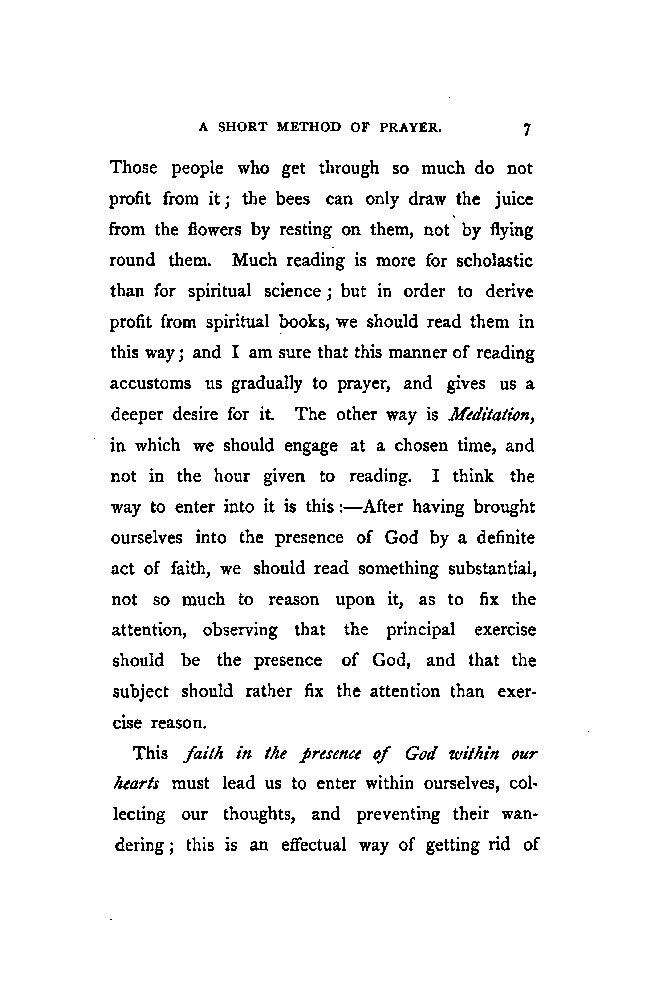 A SHORT METHOD OF PRAYER. 7
Those people who get through so much do not
profit from it; the bees can only draw the juice
from the flowers by resting on them, not by flying
round them. Much reading is more for scholastic
than for spiritual science; but in order to derive
profit from spiritual books, we should read them in
this way; and I am sure that this manner of reading
accustoms us gradually to prayer, and gives us a
deeper desire for it. The other way is Meditation,
in which we should engage at a chosen time, and
not in the hour given to reading. I think the
way to enter into it is this:—After having brought
ourselves into the presence of God by a definite
act of faith, we should read something substantial,
not so much to reason upon it, as to fix the
attention, observing that the principal exercise
should be the presence of God, and that the
subject should rather fix the attention than exer-
cise reason.
This faith in the presence of God within our
hearts must lead us to enter within ourselves, col-
lecting our thoughts, and preventing their wan-
dering; this is an effectual way of getting rid of